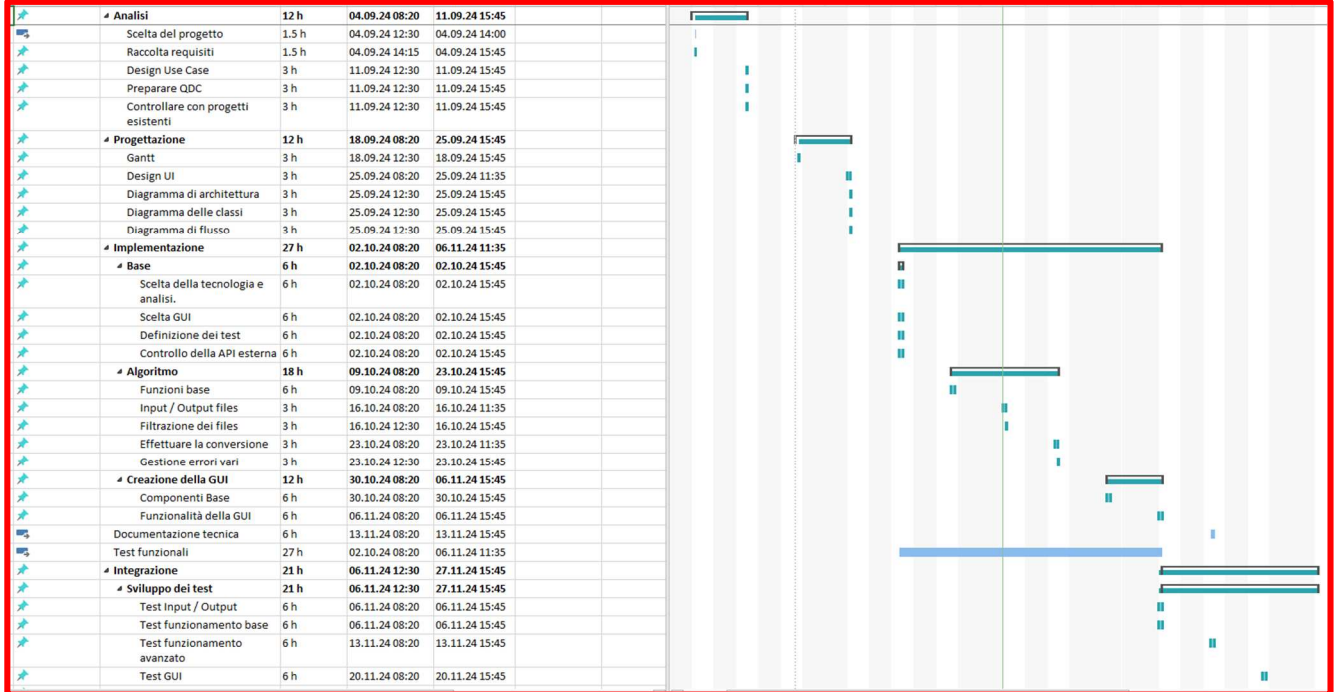 Analisi 12 h 04.09.24 08:20 11.09.24 15:45
Scelta del progetto 1.5 h 04.09.24 12:30 04.09.24 14:00
Raccolta requisiti 1.5 h 04.09.24 14:15 04.09.24 15:45
Design Use Case 3 h 11.09.24 12:30 11.09.24 15:45
Preparare QDC 3 h 11.09.24 12:30 11.09.24 15:45
Controllare con progetti 3 h 11.09.24 12:30 11.09.24 15:45
esistenti
Progettazione 12 h 18.09.24 08:20 25.09.24 15:45
Gantt 3 h 18.09.24 12:30 18.09.24 15:45
Design UI 3 h 25.09.24 08:20 25.09.24 11:35
Diagramma di architettura 3 h 25.09.24 12:30 25.09.24 15:45
Diagramma delle classi 3 h 25.09.24 12:30 25.09.24 15:45
Diagramma di flusso 3 h 25.09.24 12:30 25.09.24 15:45
Implementazione 27 h 02.10.24 08:20 06.11.24 11:35
Base 6 h 02.10.24 08:20 02.10.24 15:45
Scelta della tecnologia e 6 h 02.10.24 08:20 02.10.24 15:45
analisi.
Scelta GUI 6 h 02.10.24 08:20 02.10.24 15:45
Definizione dei test 6 h 02.10.24 08:20 02.10.24 15:45
Controllo della API esterna 6 h 02.10.24 08:20 02.10.24 15:45
Algoritmo 18 h 09.10.24 08:20 23.10.24 15:45
Funzioni base 6 h 09.10.24 08:20 09.10.24 15:45
Input / Output files 3 h 16.10.24 08:20 16.10.24 11:35
Filtrazione dei files 3 h 16.10.24 12:30 16.10.24 15:45
Effettuare la conversione 3 h 23.10.24 08:20 23.10.24 11:35
Gestione errori vari 3 h 23.10.24 12:30 23.10.24 15:45
Creazione della GUI 12 h 30.10.24 08:20 06.11.24 15:45
Componenti Base 6 h 30.10.24 08:20 30.10.24 15:45
Funzionalità della GUI 6 h 06.11.24 08:20 06.11.24 15:45
Documentazione tecnica 6 h 13.11.24 08:20 13.11.24 15:45
Test funzionali 27 h 02.10.24 08:20 06.11.24 11:35
Integrazione 21 h 06.11.24 12:30 27.11.24 15:45
Sviluppo dei test 21 h 06.11.24 12:30 27.11.24 15:45
Test Input / Output 6 h 06.11.24 08:20 06.11.24 15:45
Test funzionamento base 6 h 06.11.24 08:20 06.11.24 15:45
Test funzionamento 6 h 13.11.24 08:20 13.11.24 15:45
avanzato
Test GUI 6 h 20.11.24 08:20 20.11.24 15:45